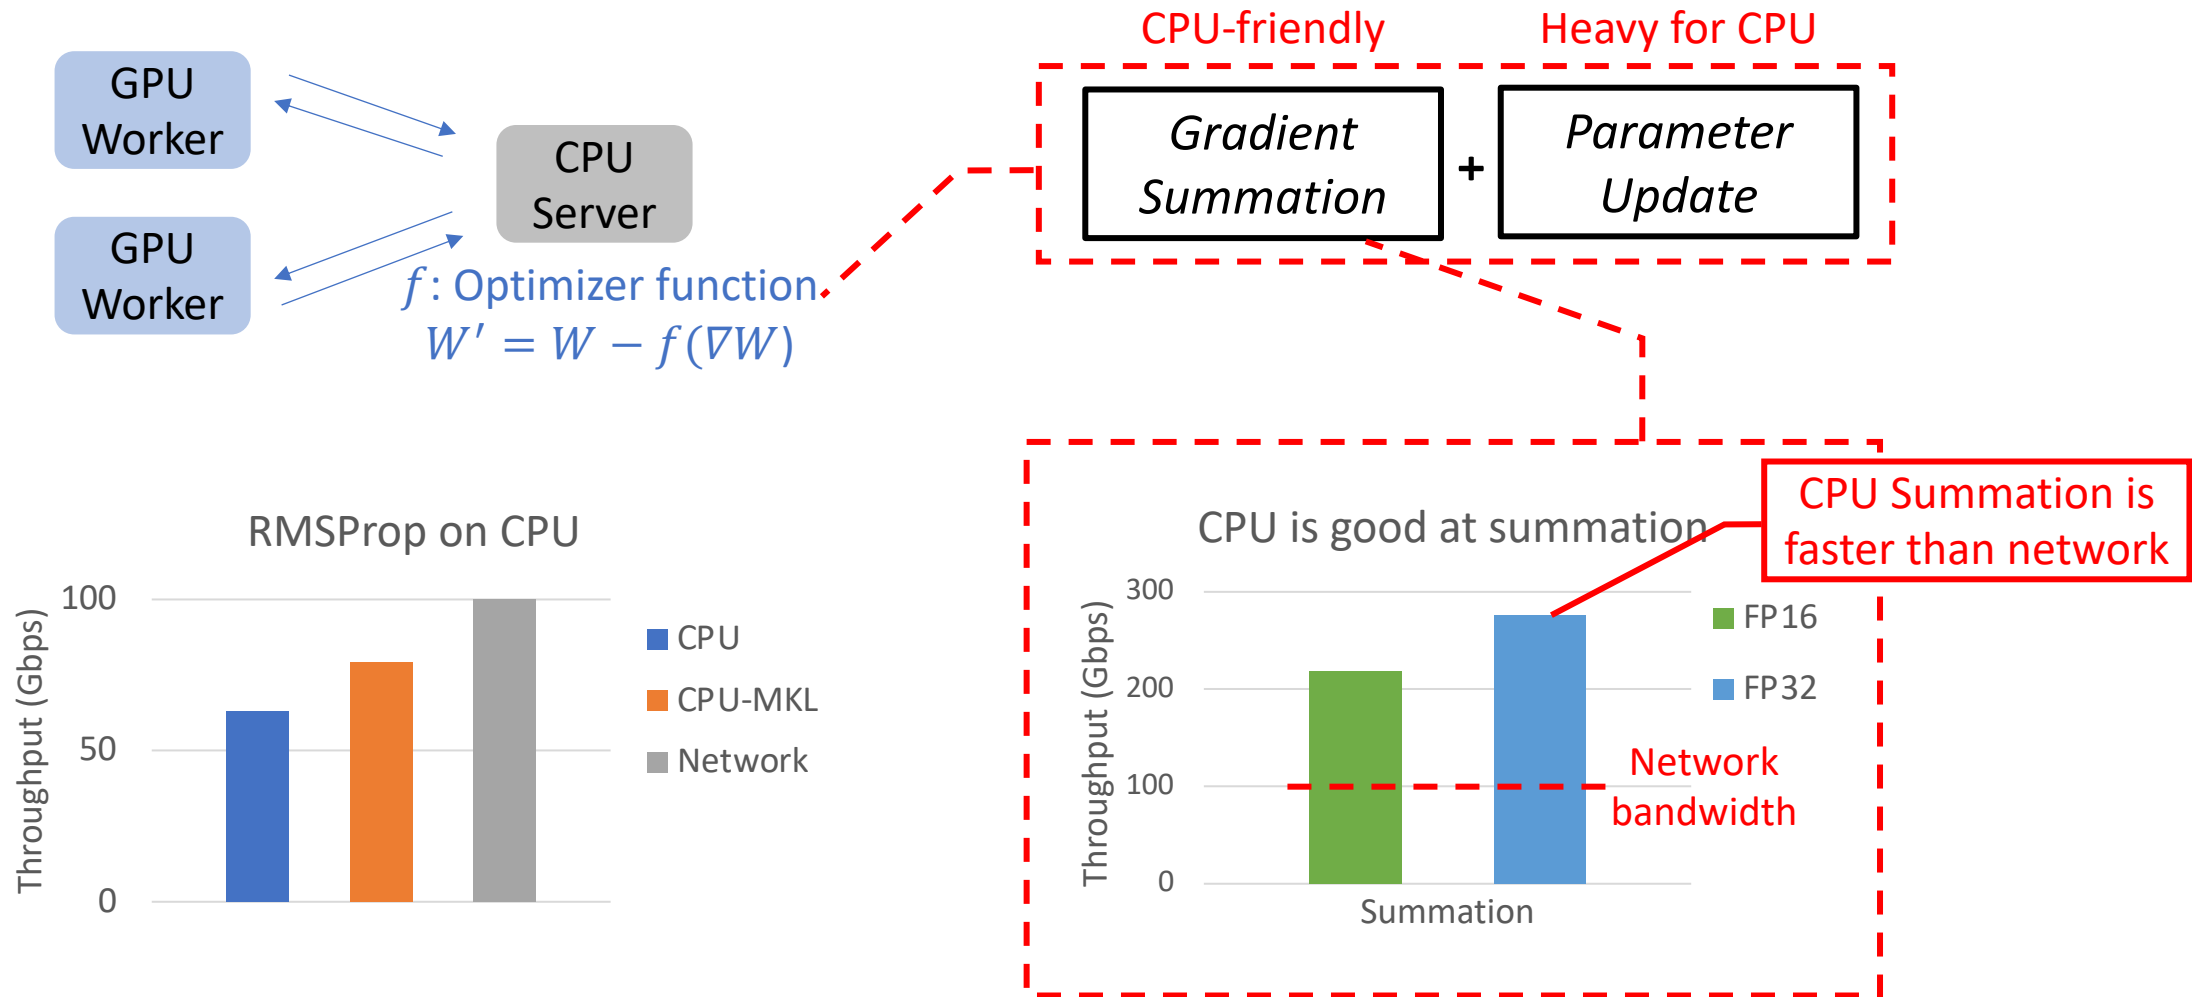 GPU
Worker
GPU
Worker
CPU
Server
f : Optimizer function
W′ = W − f(∇W)
CPU-friendly
Heavy for CPU
Gradient
Summation
+
Parameter
Update
RMSProp on CPU
Throughput (Gbps)
100
50
0
CPU
CPU-MKL
Network
CPU is good at summation
CPU Summation is
faster than network
Throughput (Gbps)
300
200
100
0
Summation
FP16
FP32
Network
bandwidth